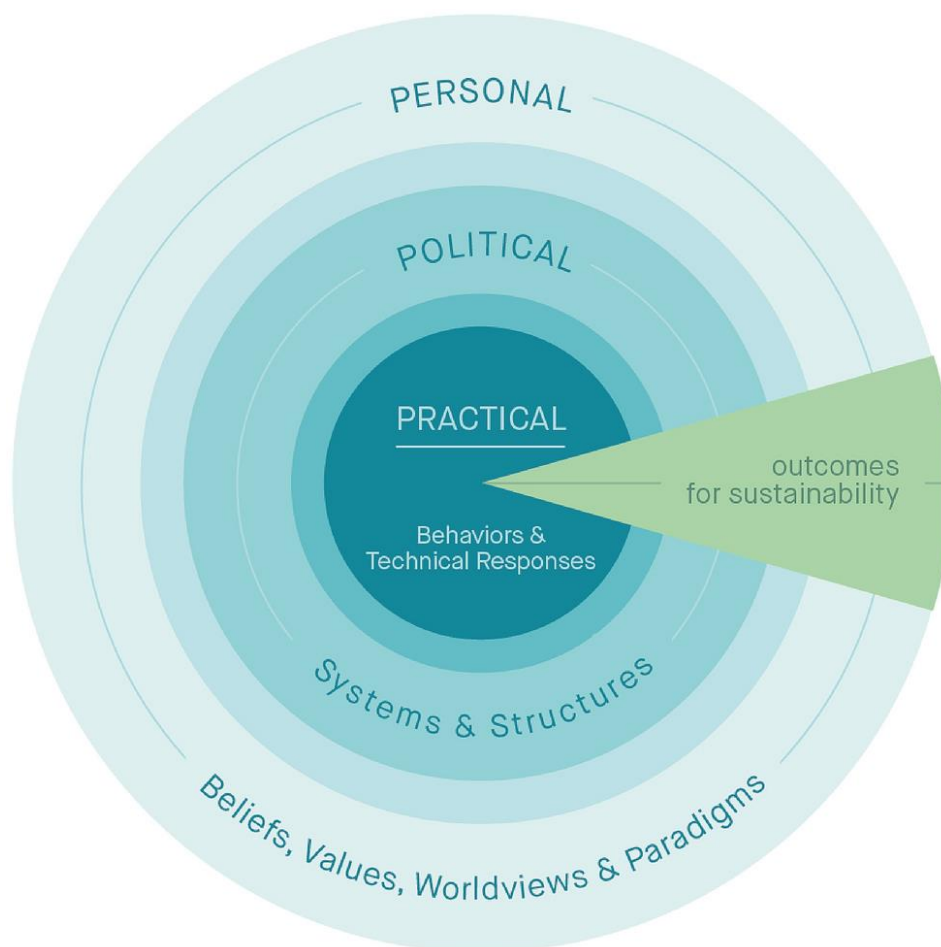 PERSONAL
POLITICAL
PRACTICAL
outcomes
for sustainability
Behaviors &
Technical Responses
Systems & Structures
Beliefs, Values, Worldviews & Paradigms